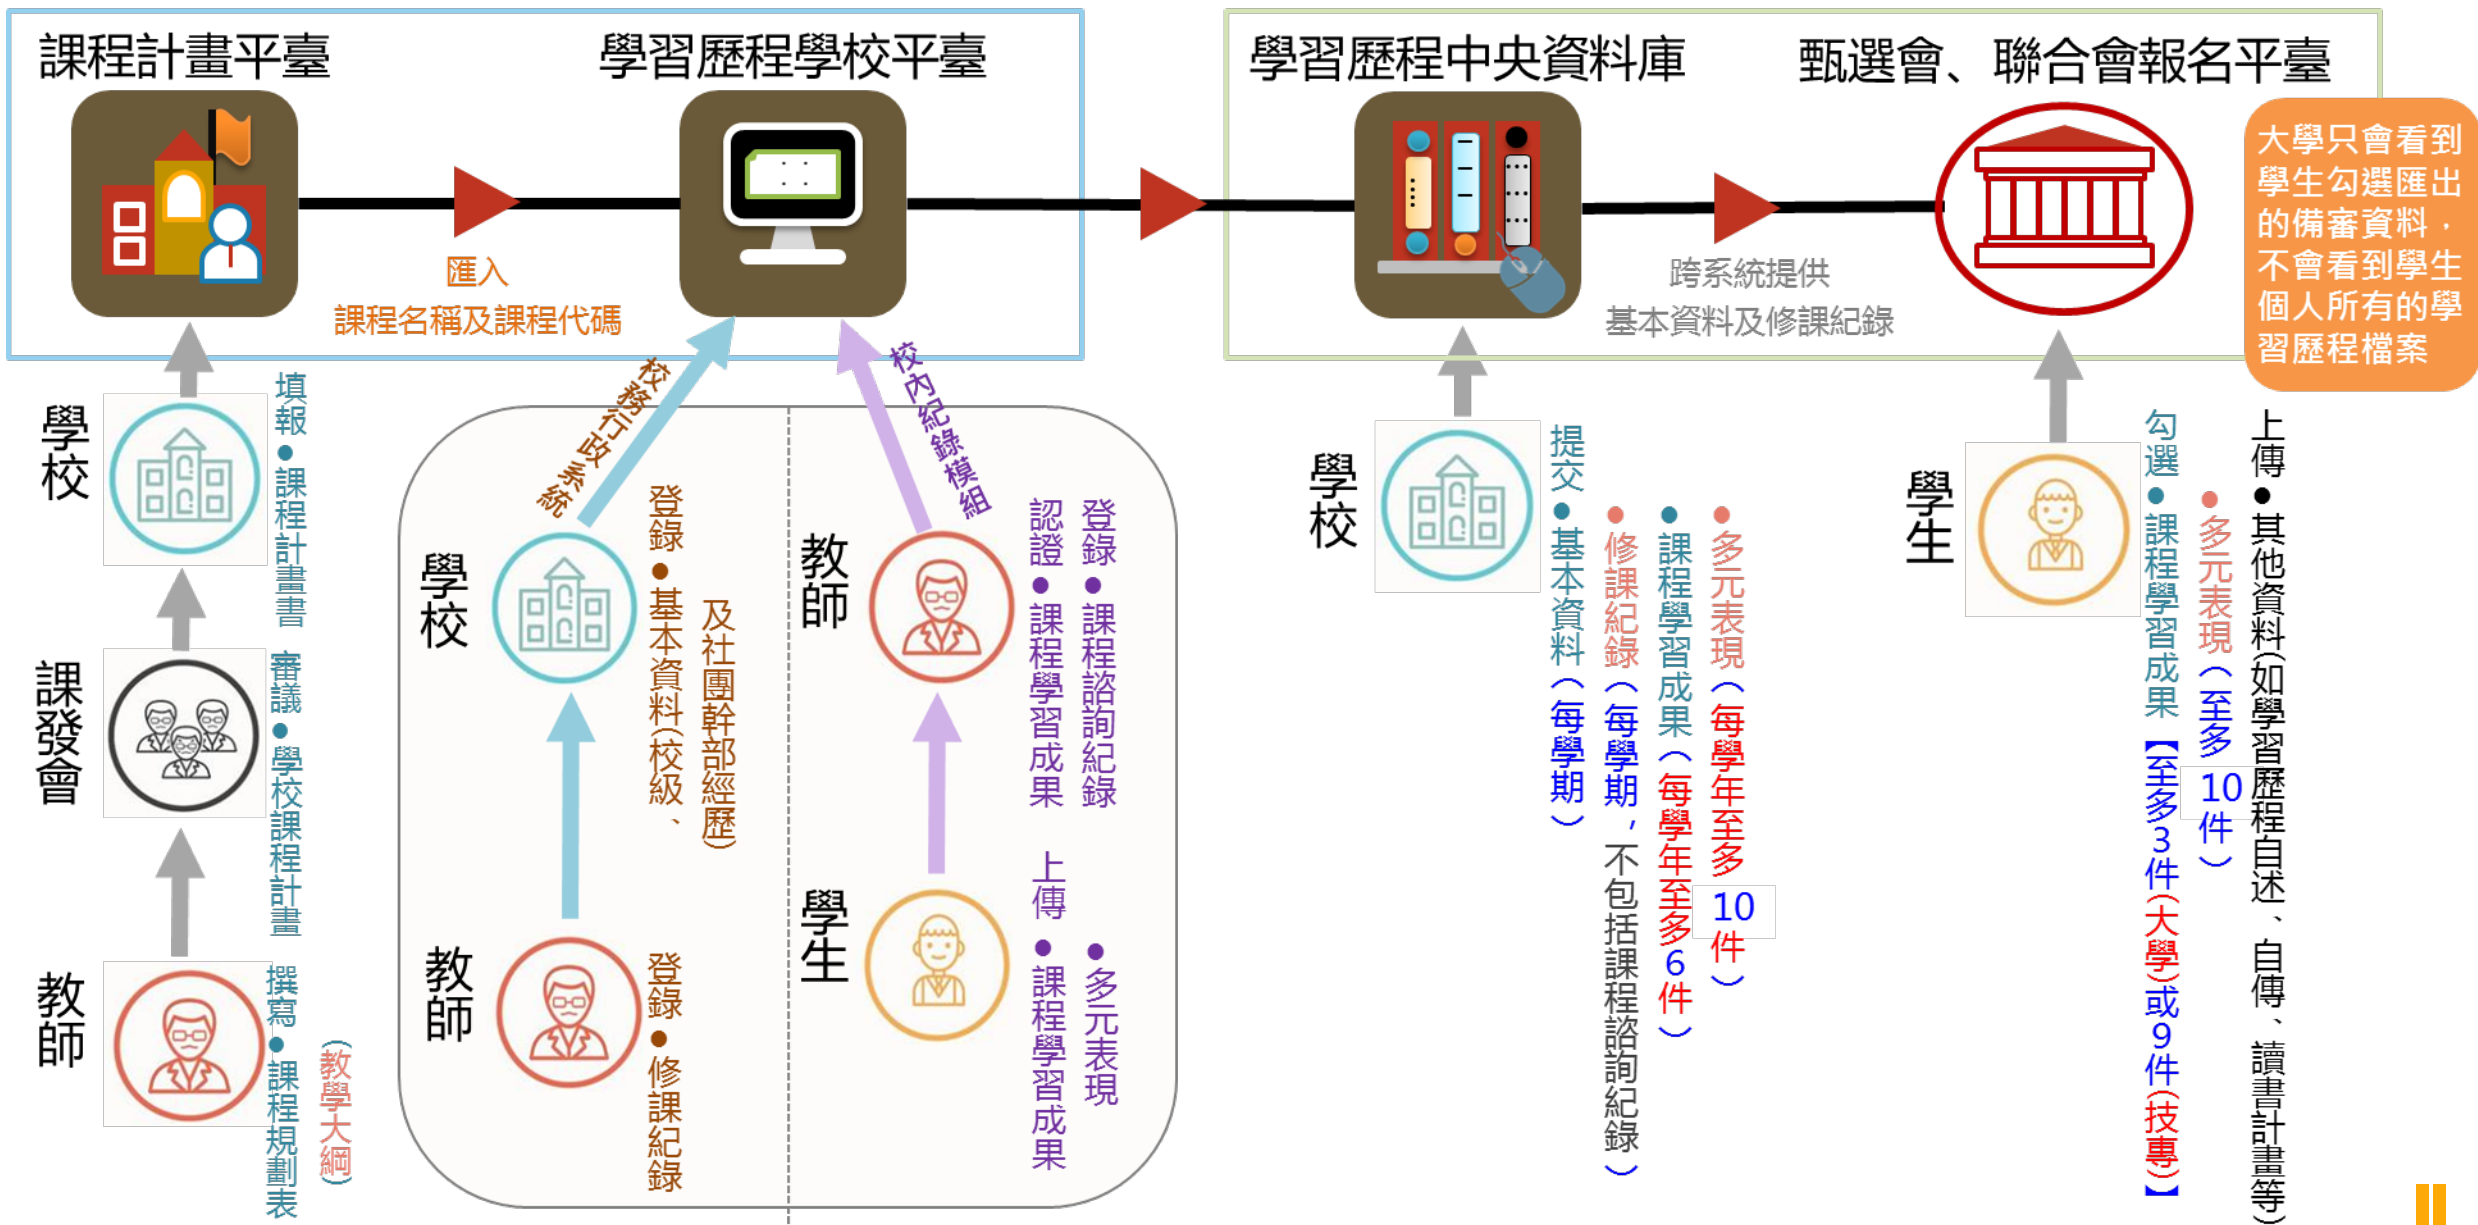 課程計畫平臺
學習歷程學校平臺
學習歷程中央資料庫
甄選會、聯合會報名平臺
大學只會看到
學生勾選匯出
的備審資料，
不會看到學生
個人所有的學
習歷程檔案
匯入
課程名稱及課程代碼
跨系統提供
基本資料及修課紀錄
學校
填報●課程計畫書
課發會
審議●學校課程計畫
教師
撰寫●課程規劃表
(教學大綱)
校務行政系統
校內紀錄模組
學校
登錄●基本資料(校級、
及社團幹部經歷)
教師
登錄●修課紀錄
教師
登錄●課程諮詢紀錄
認證●課程學習成果
學生
上傳●課程學習成果
●多元表現
學校
提交●基本資料(每學期)
●修課紀錄(每學期，不包括課程諮詢紀錄)
●課程學習成果(每學年至多6件)
●多元表現(每學年至多10件)
學生
勾選●課程學習成果【至多3件(大學)或9件(技專)】
●多元表現(至多10件)
上傳●其他資料(如學習歷程自述、自傳、讀書計畫等)